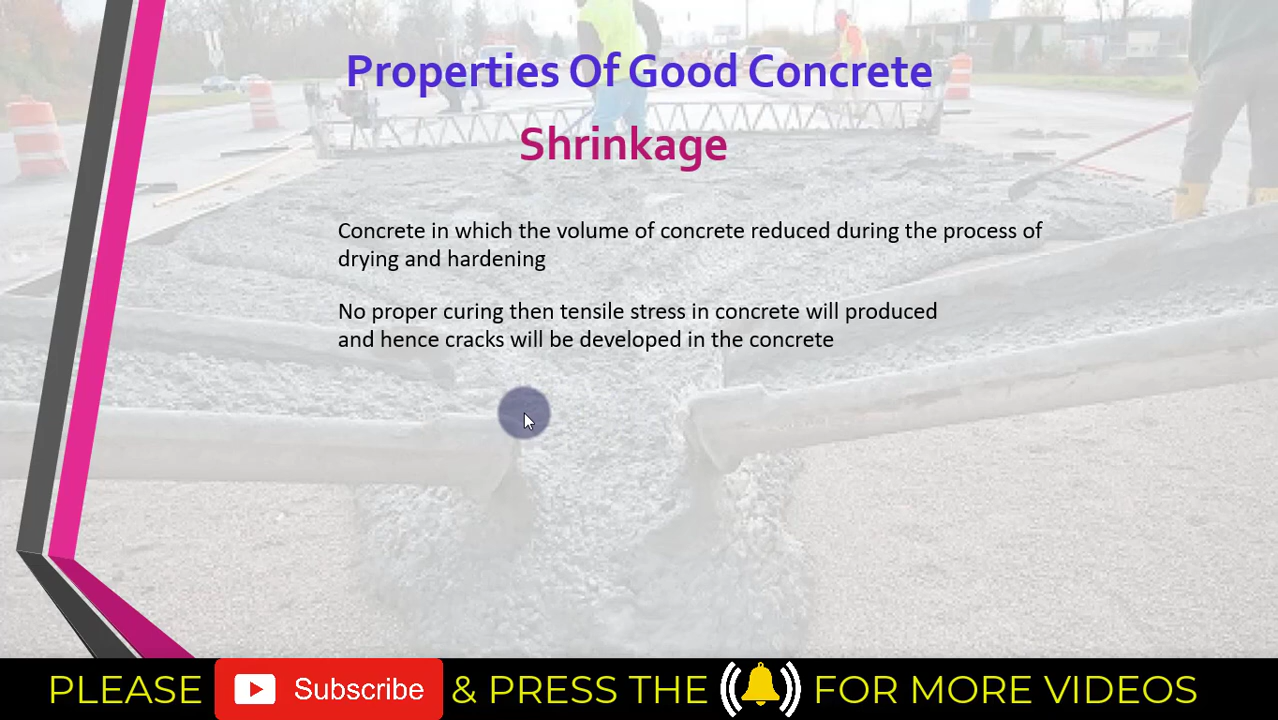 Properties Of Good Concrete
Shrinkage
Concrete in which the volume of concrete reduced during the process of
drying and hardening
No proper curing then tensile stress in concrete will produced
and hence cracks will be developed in the concrete
PLEASE Subscribe & PRESS THE FOR MORE VIDEOS